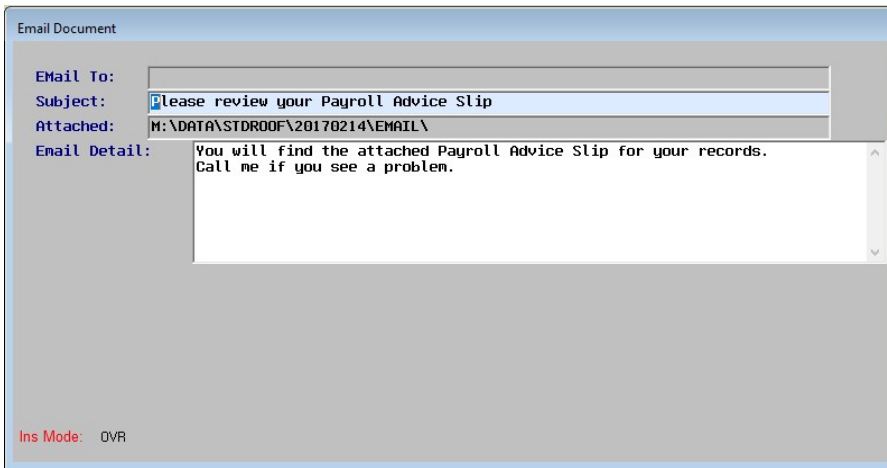 Email Document
EMail To:
Subject: Please review your Payroll Advice Slip
Attached: M:\DATA\STDROOF\20170214\EMAIL\
Email Detail: You will find the attached Payroll Advice Slip for your records.
Call me if you see a problem.
Ins Mode: OVR